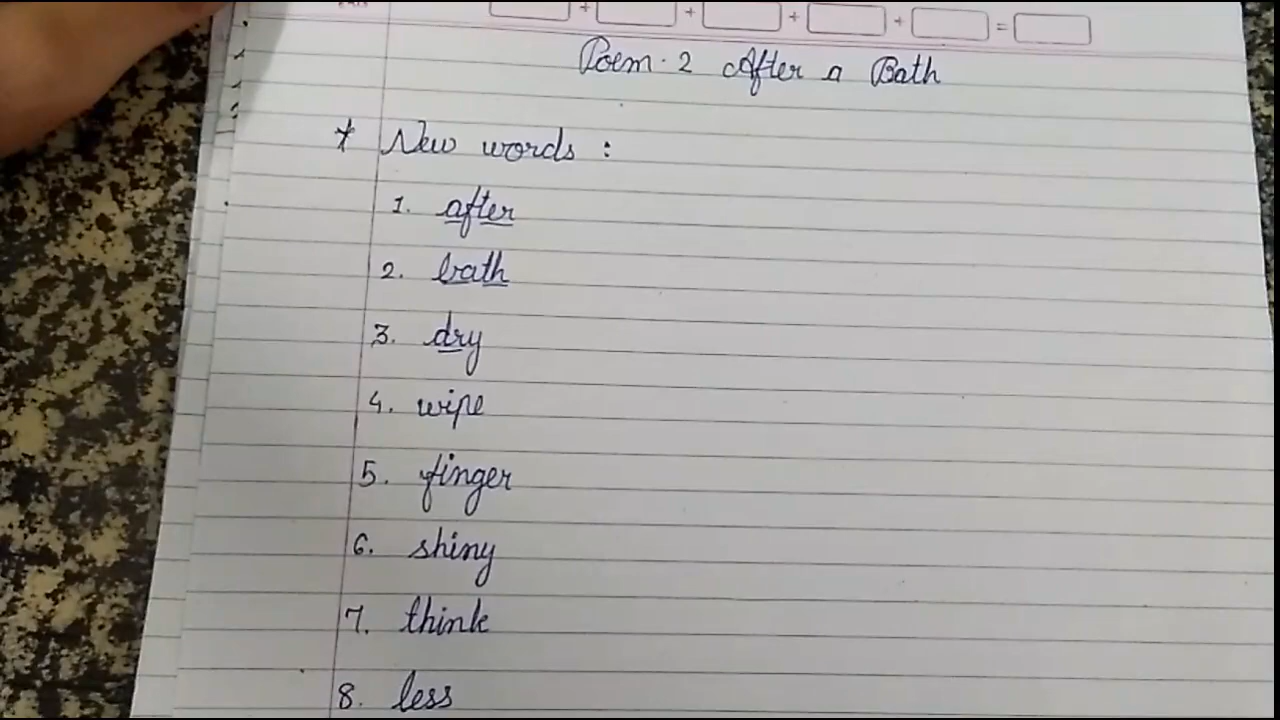 + + + + =
Poem. 2 After a Bath
* New words :
1. after
2. bath
3. dry
4. wipe
5. finger
6. shiny
7. think
8. less